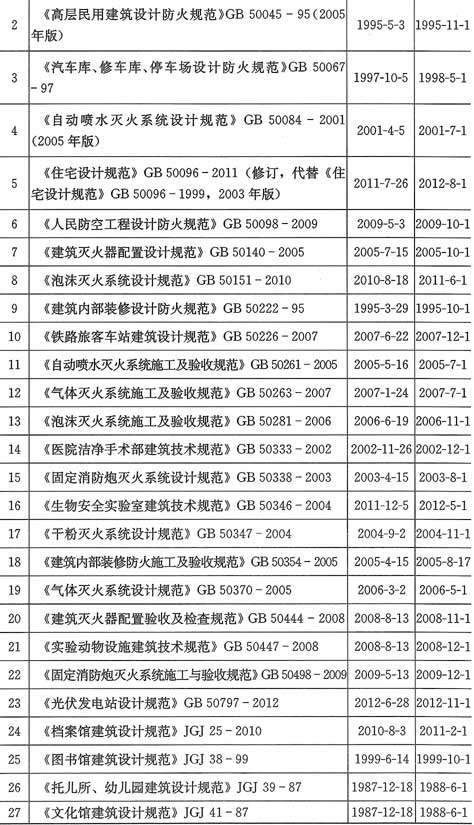 2 《高层民用建筑设计防火规范》GB 50045－95(2005年版) 1995-5-3 1995-11-1
3 《汽车库、修车库、停车场设计防火规范》GB 50067－97 1997-10-5 1998-5-1
4 《自动喷水灭火系统设计规范》GB 50084－2001(2005年版) 2001-4-5 2001-7-1
5 《住宅设计规范》GB 50096-2011(修订，代替《住宅设计规范》GB 50096-1999，2003年版) 2011-7-26 2012-8-1
6 《人民防空工程设计防火规范》GB 50098－2009 2009-5-3 2009-10-1
7 《建筑灭火器配置设计规范》GB 50140－2005 2005-7-15 2005-10-1
8 《泡沫灭火系统设计规范》GB 50151－2010 2010-8-18 2011-6-1
9 《建筑内部装修设计防火规范》GB 50222－95 1995-3-29 1995-10-1
10 《铁路旅客车站建筑设计规范》GB 50226－2007 2007-6-22 2007-12-1
11 《自动喷水灭火系统施工及验收规范》GB 50261－2005 2005-5-16 2005-7-1
12 《气体灭火系统施工及验收规范》GB 50263－2007 2007-1-24 2007-7-1
13 《泡沫灭火系统施工及验收规范》GB 50281－2006 2006-6-19 2006-11-1
14 《医院洁净手术部建筑技术规范》GB 50333－2002 2002-11-26 2002-12-1
15 《固定消防炮灭火系统设计规范》GB 50338－2003 2003-4-15 2003-8-1
16 《生物安全实验室建筑技术规范》GB 50346－2004 2011-12-5 2012-5-1
17 《干粉灭火系统设计规范》GB 50347－2004 2004-9-2 2004-11-1
18 《建筑内部装修防火施工及验收规范》GB 50354－2005 2005-4-15 2005-8-17
19 《气体灭火系统设计规范》GB 50370－2005 2006-3-2 2006-5-1
20 《建筑灭火器配置验收及检查规范》GB 50444－2008 2008-8-13 2008-11-1
21 《实验动物设施建筑技术规范》GB 50447－2008 2008-8-13 2008-12-1
22 《固定消防炮灭火系统施工与验收规范》GB 50498－2009 2009-5-13 2009-12-1
23 《光伏发电站设计规范》GB 50797－2012 2012-6-28 2012-11-1
24 《档案馆建筑设计规范》JGJ 25－2010 2010-8-3 2011-2-1
25 《图书馆建筑设计规范》JGJ 38－99 1999-6-14 1999-10-1
26 《托儿所、幼儿园建筑设计规范》JGJ 39－87 1987-12-18 1988-6-1
27 《文化馆建筑设计规范》JGJ 41－87 1987-12-18 1988-6-1